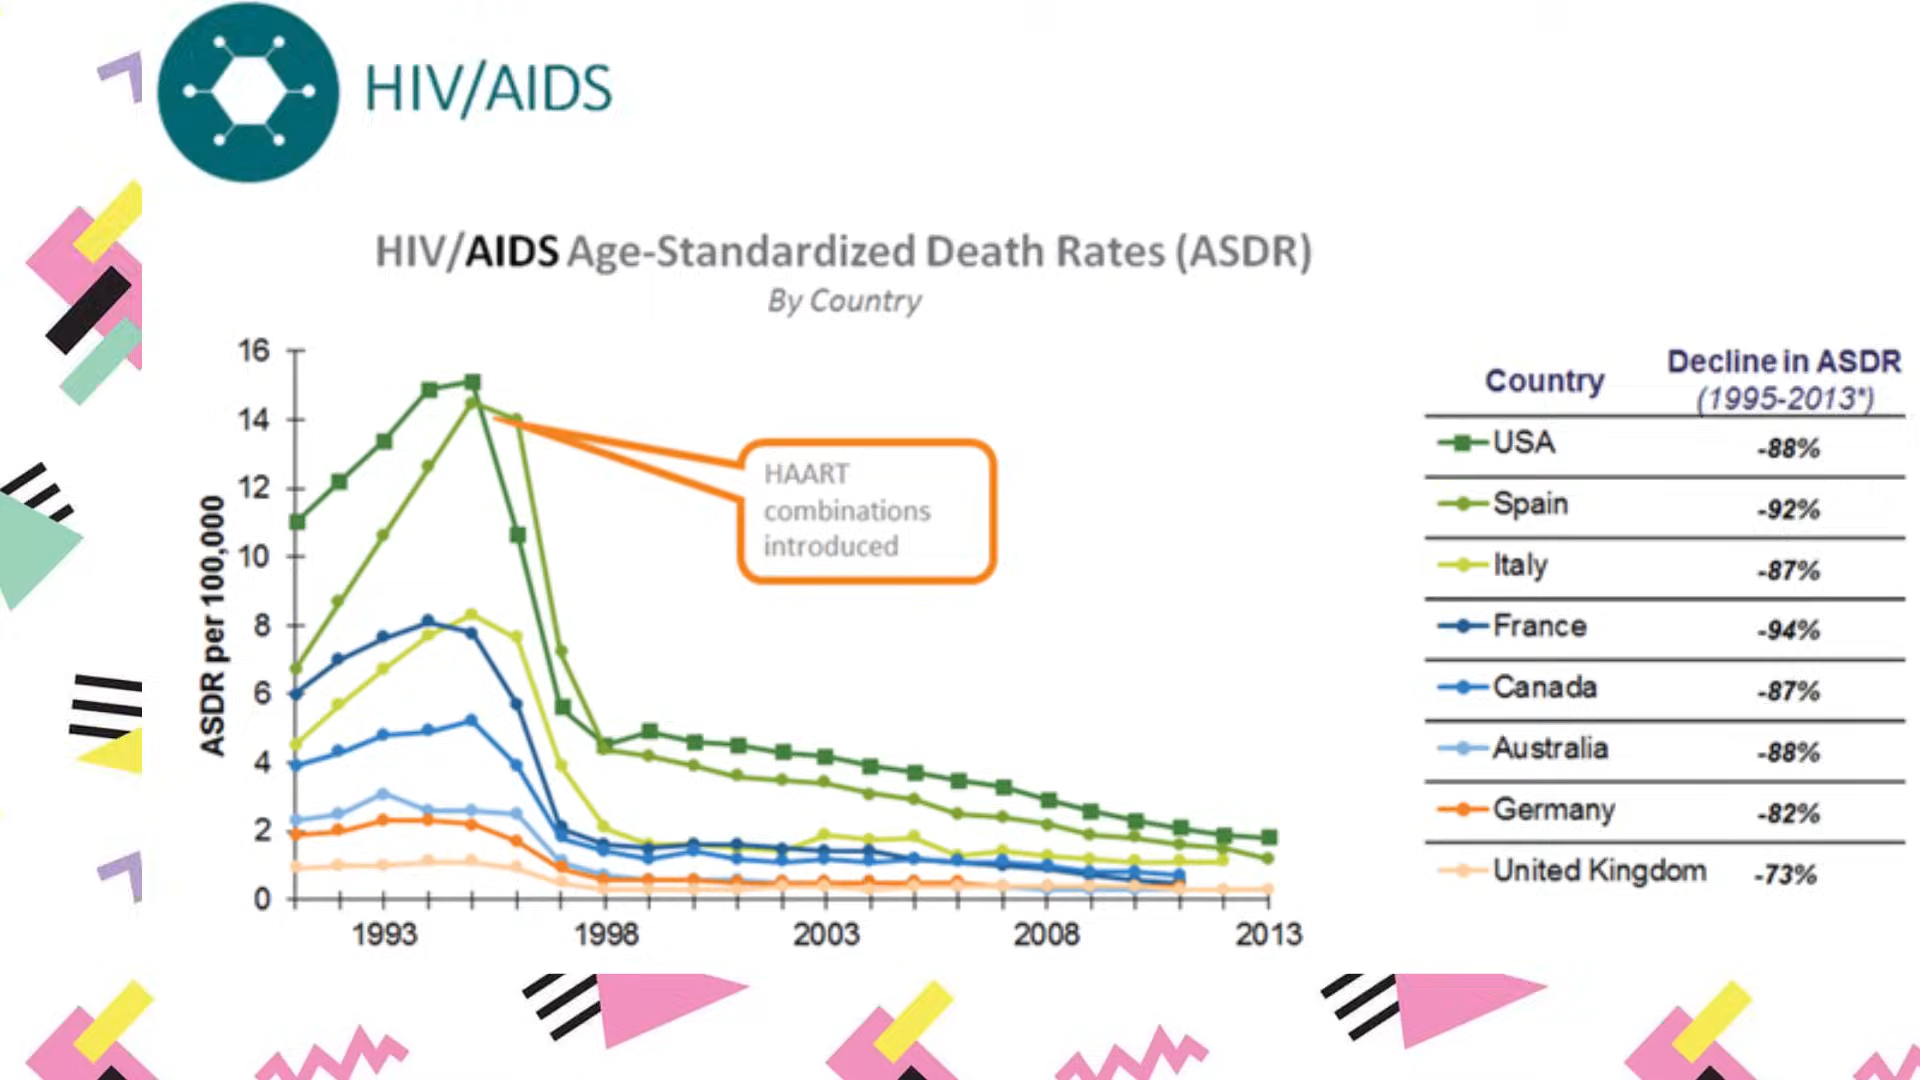 HIV/AIDS
HIV/AIDS Age-Standardized Death Rates (ASDR)
By Country
ASDR per 100,000
16
14
12
10
8
6
4
2
0
1993 1998 2003 2008 2013
HAART
combinations
introduced
Country Decline in ASDR
(1995-2013*)
USA -88%
Spain -92%
Italy -87%
France -94%
Canada -87%
Australia -88%
Germany -82%
United Kingdom -73%